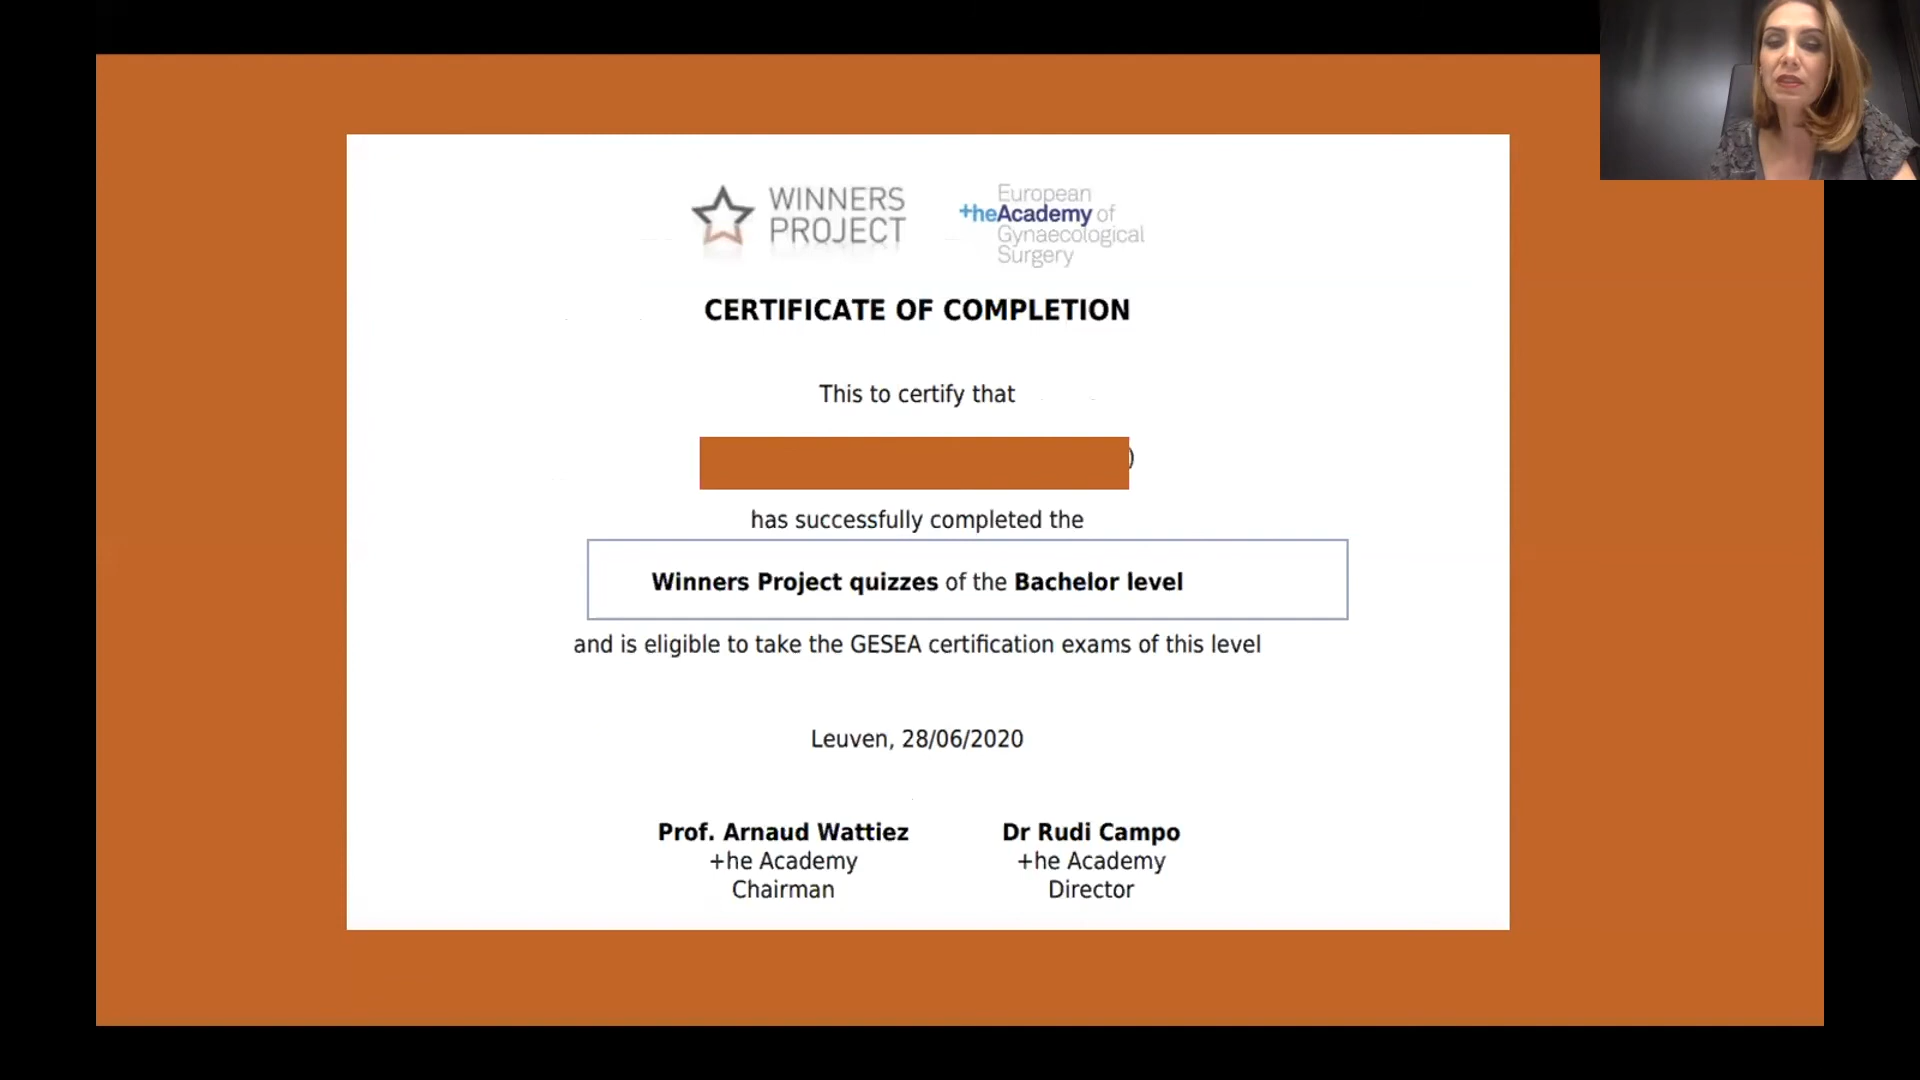 WINNERS
PROJECT
European
+heAcademy of
Gynaecological
Surgery
CERTIFICATE OF COMPLETION
This to certify that
)
has successfully completed the
Winners Project quizzes of the Bachelor level
and is eligible to take the GESEA certification exams of this level
Leuven, 28/06/2020
Prof. Arnaud Wattiez
+he Academy
Chairman
Dr Rudi Campo
+he Academy
Director